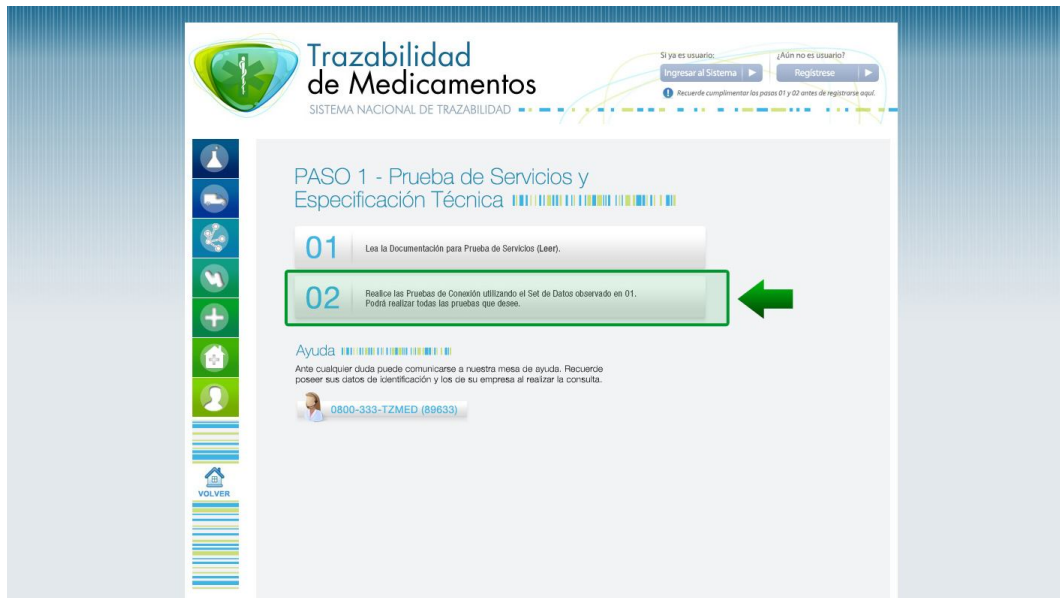 Trazabilidad
de Medicamentos
SISTEMA NACIONAL DE TRAZABILIDAD
Si ya es usuario:
Ingresar al Sistema
¿Aún no es usuario?
Regístrese
Recuerde cumplimentar los pasos 01 y 02 antes de registrarse aquí.
PASO 1 - Prueba de Servicios y
Especificación Técnica
01
Lea la Documentación para Prueba de Servicios (Leer).
02
Realice las Pruebas de Conexión utilizando el Set de Datos observado en 01.
Podrá realizar todas las pruebas que desee.
Ayuda
Ante cualquier duda puede comunicarse a nuestra mesa de ayuda. Recuerde
poseer sus datos de identificación y los de su empresa al realizar la consulta.
0800-333-TZMED (89633)
VOLVER